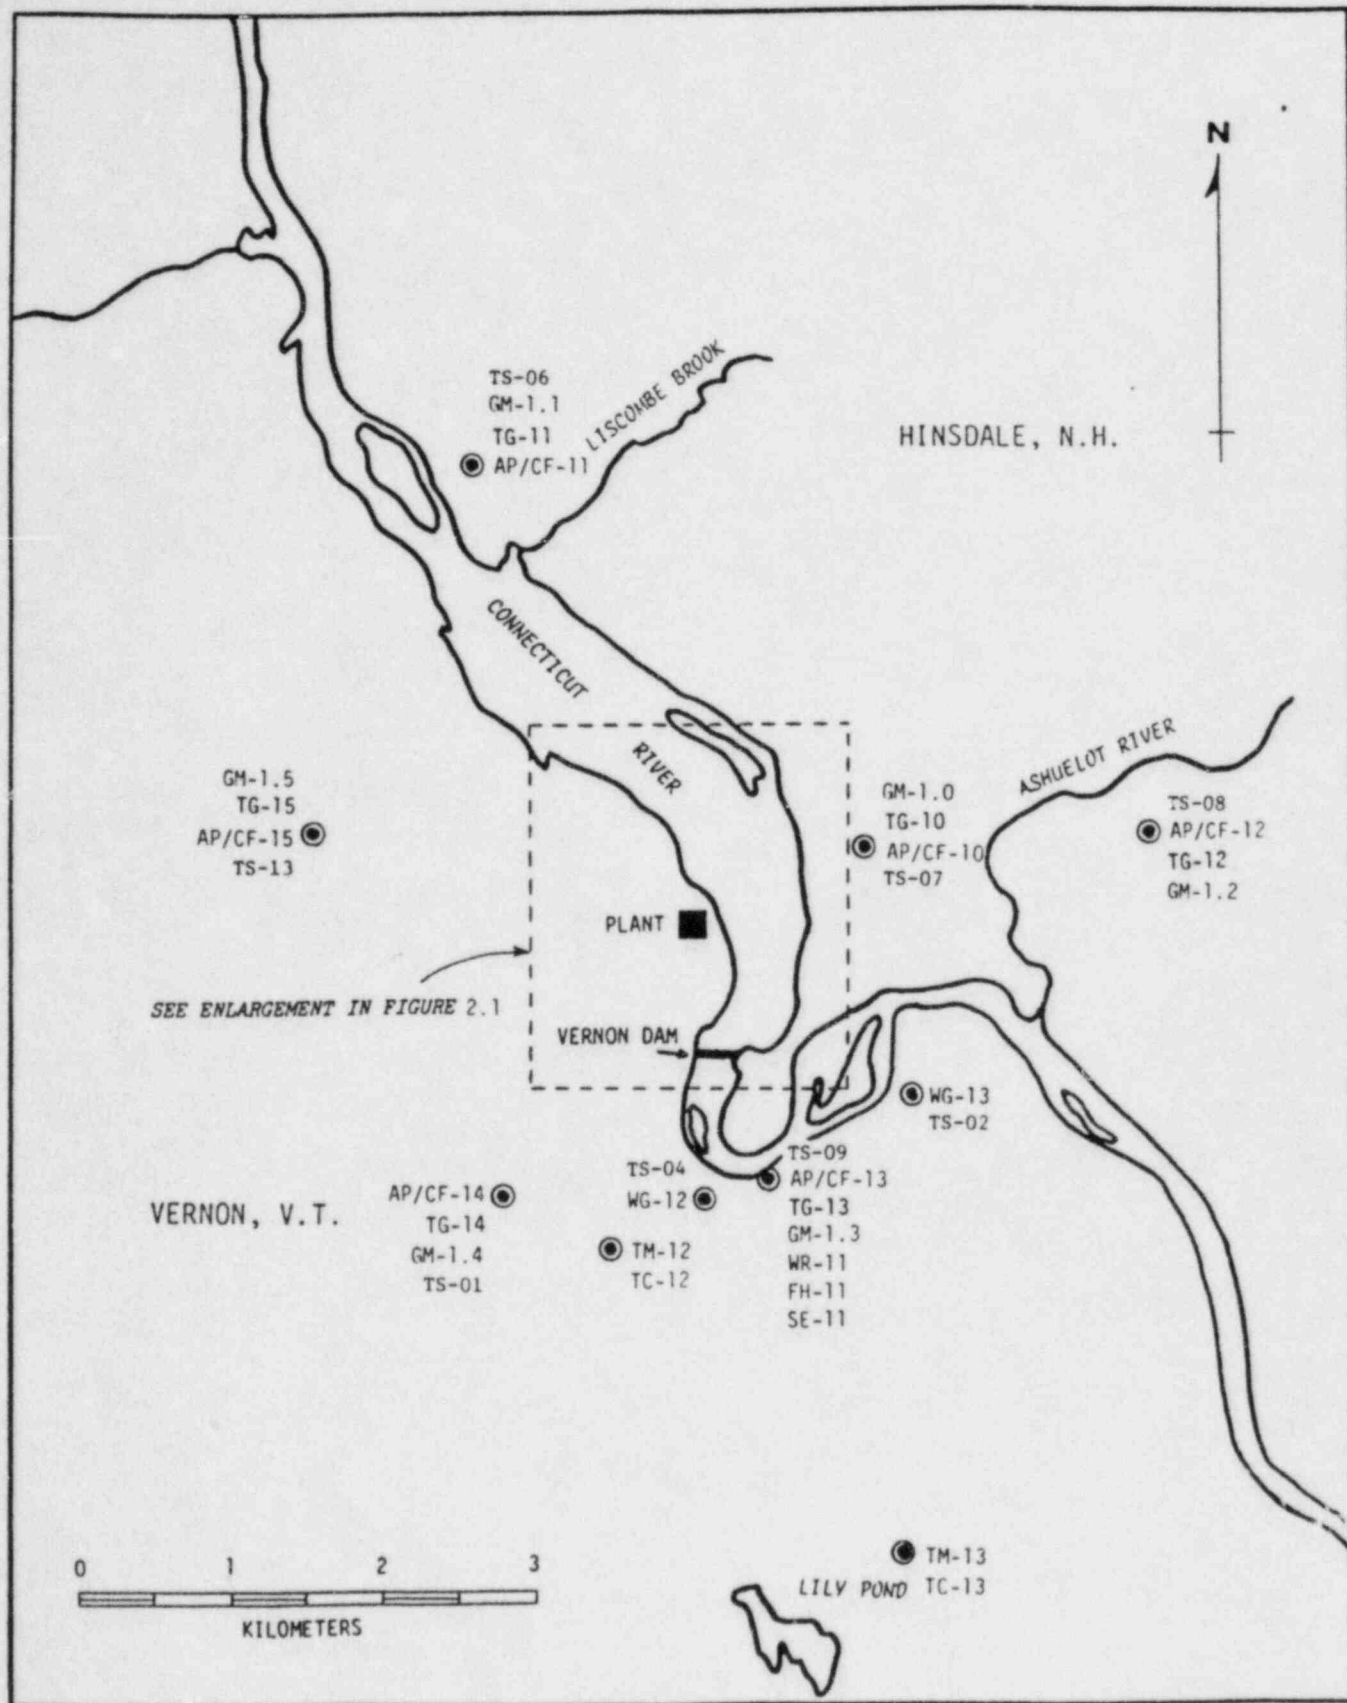 N
TS-06
GM-1.1
TG-11
AP/CF-11
LISCOMBE BROOK
HINSDALE, N.H.
CONNECTICUT
RIVER
ASHUELOT RIVER
GM-1.5
TG-15
AP/CF-15
TS-13
GM-1.0
TG-10
AP/CF-10
TS-07
TS-08
AP/CF-12
TG-12
GM-1.2
PLANT
SEE ENLARGEMENT IN FIGURE 2.1
VERNON DAM
WG-13
TS-02
TS-04
WG-12
TS-09
AP/CF-13
TG-13
GM-1.3
WR-11
FH-11
SE-11
VERNON, V.T.
AP/CF-14
TG-14
GM-1.4
TS-01
TM-12
TC-12
TM-13
TC-13
LILY POND
0 1 2 3
KILOMETERS